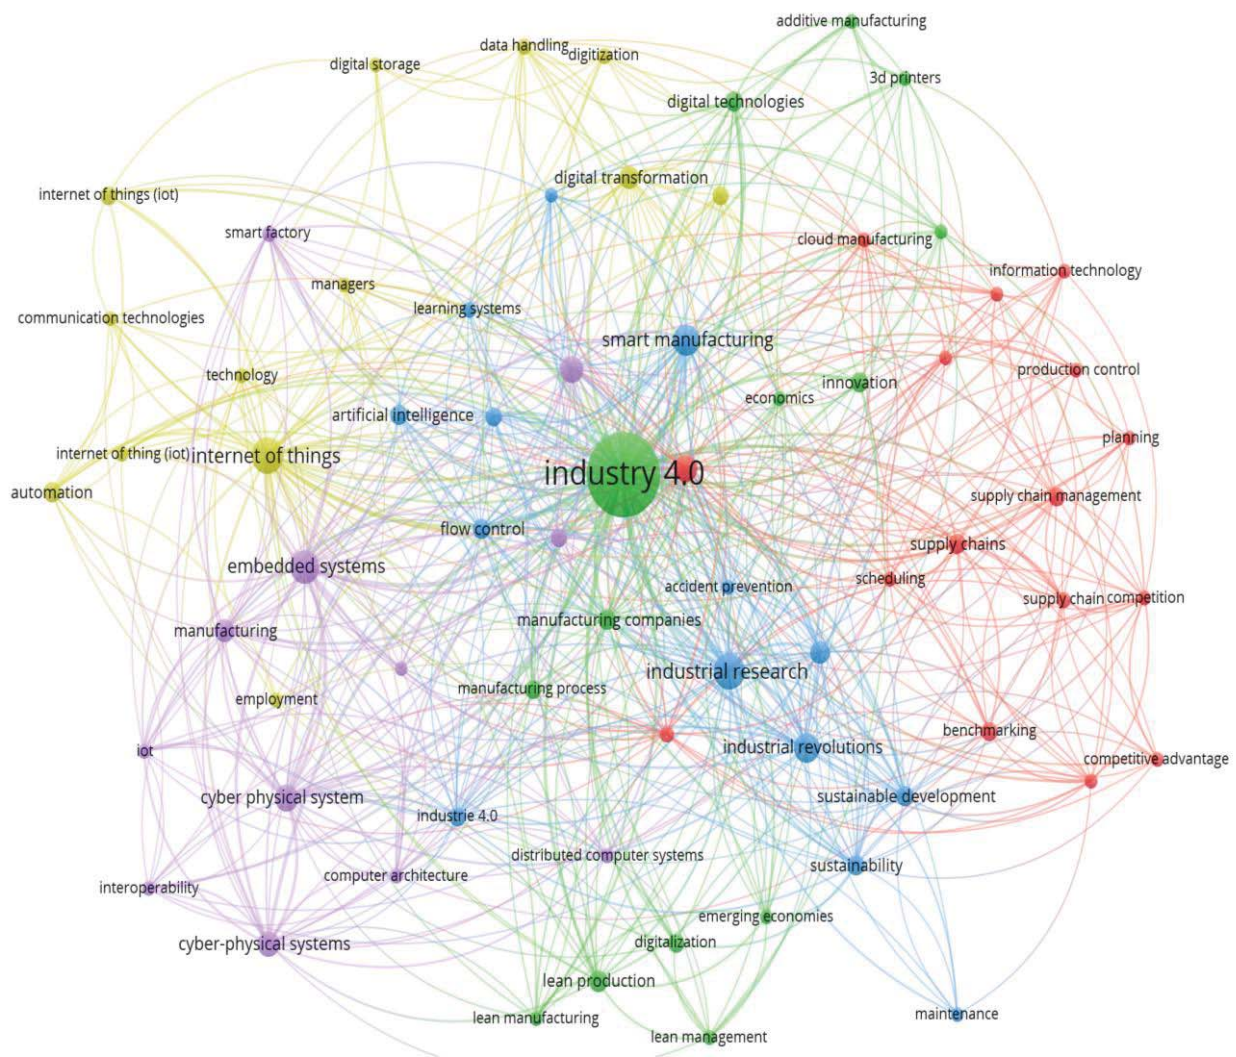 additive manufacturing
data handling
digitization
digital storage
3d printers
digital technologies
digital transformation
internet of things (iot)
smart factory
cloud manufacturing
information technology
managers
learning systems
communication technologies
smart manufacturing
production control
technology
innovation
economics
artificial intelligence
planning
internet of thing (iot)
internet of things
industry 4.0
automation
supply chain management
flow control
supply chains
embedded systems
scheduling
accident prevention
supply chain
competition
manufacturing companies
manufacturing
industrial research
manufacturing process
employment
benchmarking
iot
industrial revolutions
competitive advantage
cyber physical system
sustainable development
industrie 4.0
distributed computer systems
sustainability
computer architecture
interoperability
emerging economies
cyber-physical systems
digitalization
lean production
lean manufacturing
maintenance
lean management